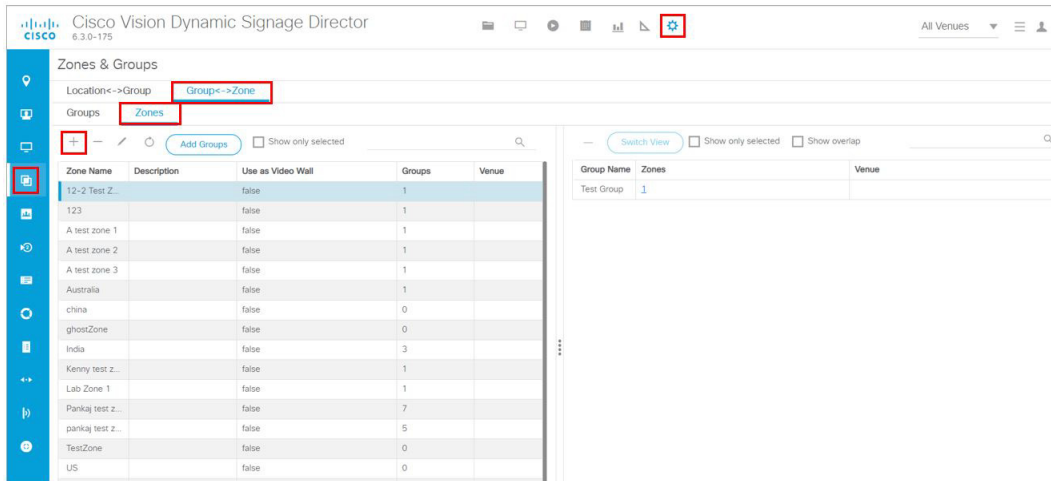 Cisco Vision Dynamic Signage Director
CISCO 6.3.0-175
All Venues
Zones & Groups
Location<->Group Group<->Zone
Groups Zones
Add Groups Show only selected
Switch View Show only selected Show overlap
Zone Name Description Use as Video Wall Groups Venue
12-2 Test Z... false 1
123 false 1
A test zone 1 false 1
A test zone 2 false 1
A test zone 3 false 1
Australia false 1
china false 0
ghostZone false 0
India false 3
Kenny test z... false 1
Lab Zone 1 false 1
Pankaj test z... false 7
pankaj test z... false 5
TestZone false 0
US false 0
Group Name Zones Venue
Test Group 1